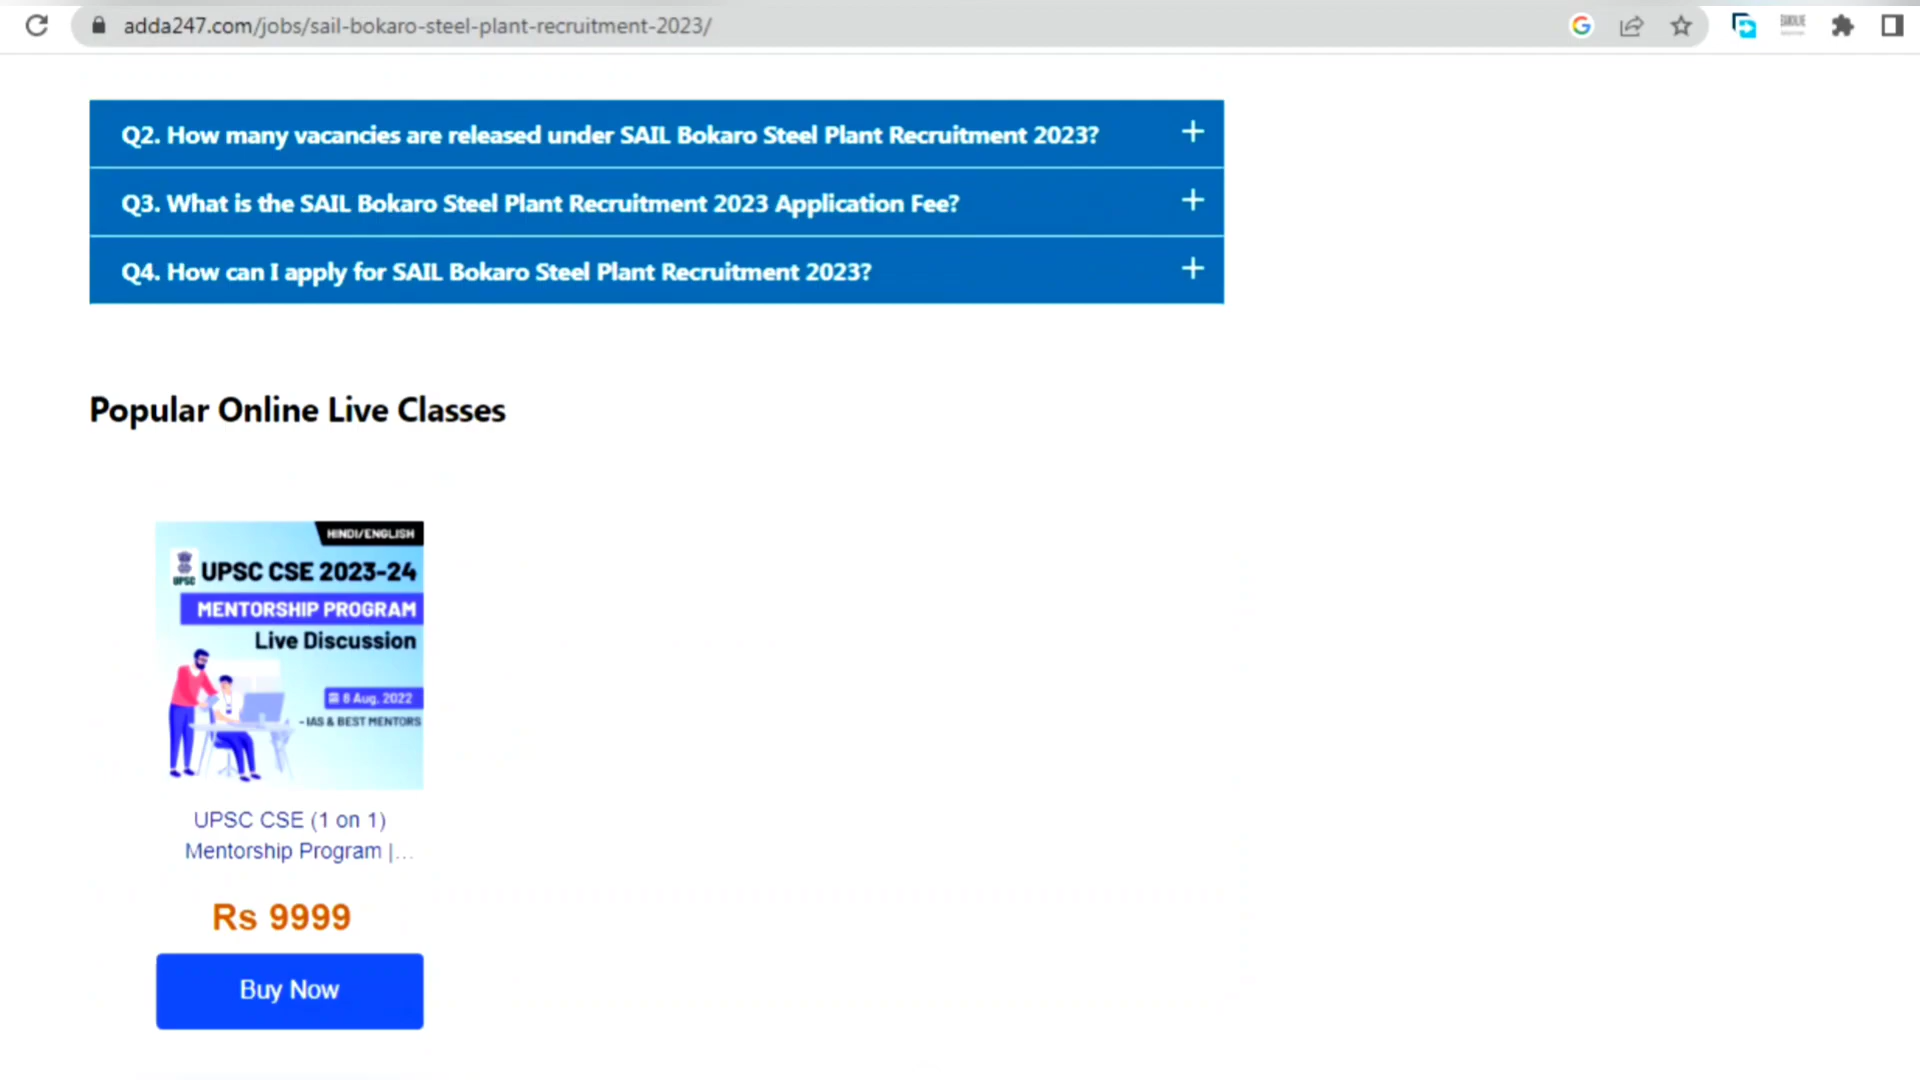 adda247.com/jobs/sail-bokaro-steel-plant-recruitment-2023/
Q2. How many vacancies are released under SAIL Bokaro Steel Plant Recruitment 2023?
Q3. What is the SAIL Bokaro Steel Plant Recruitment 2023 Application Fee?
Q4. How can I apply for SAIL Bokaro Steel Plant Recruitment 2023?
Popular Online Live Classes
HINDI/ENGLISH
UPSC
UPSC CSE 2023-24
MENTORSHIP PROGRAM
Live Discussion
6 Aug, 2022
- IAS & BEST MENTORS
UPSC CSE (1 on 1)
Mentorship Program |...
Rs 9999
Buy Now